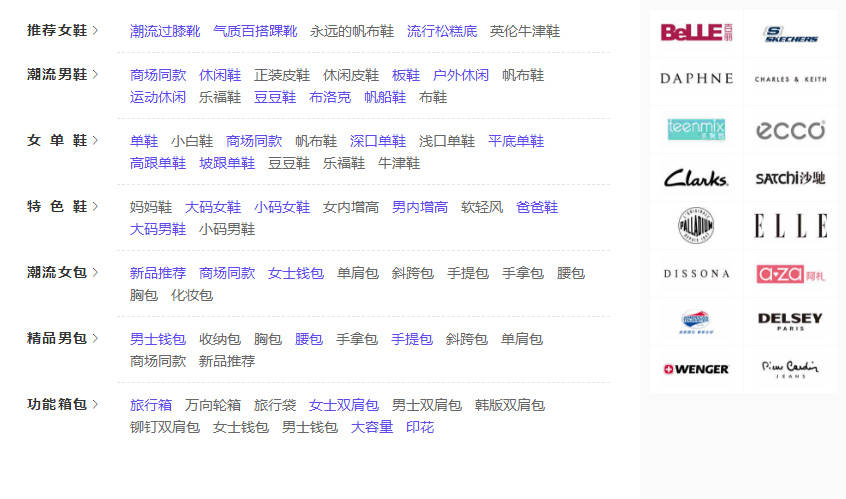 推荐女鞋 > 潮流过膝靴 气质百搭踝靴 永远的帆布鞋 流行松糕底 英伦牛津鞋
潮流男鞋 > 商场同款 休闲鞋 正装皮鞋 休闲皮鞋 板鞋 户外休闲 帆布鞋
运动休闲 乐福鞋 豆豆鞋 布洛克 帆船鞋 布鞋
女单鞋 > 单鞋 小白鞋 商场同款 帆布鞋 深口单鞋 浅口单鞋 平底单鞋
高跟单鞋 坡跟单鞋 豆豆鞋 乐福鞋 牛津鞋
特色鞋 > 妈妈鞋 大码女鞋 小码女鞋 女内增高 男内增高 软轻风 爸爸鞋
大码男鞋 小码男鞋
潮流女包 > 新品推荐 商场同款 女士钱包 单肩包 斜跨包 手提包 手拿包 腰包
胸包 化妆包
精品男包 > 男士钱包 收纳包 胸包 腰包 手拿包 手提包 斜跨包 单肩包
商场同款 新品推荐
功能箱包 > 旅行箱 万向轮箱 旅行袋 女士双肩包 男士双肩包 韩版双肩包
铆钉双肩包 女士钱包 男士钱包 大容量 印花
BeLLE 百丽
SKECHERS
DAPHNE
CHARLES & KEITH
teenmix
ecco
Clarks
SATCHI沙馳
PALLADIUM
ELLE
DISSONA
aza 阿札
DELSEY
PARIS
WENGER
Pierre Cardin
JEANS